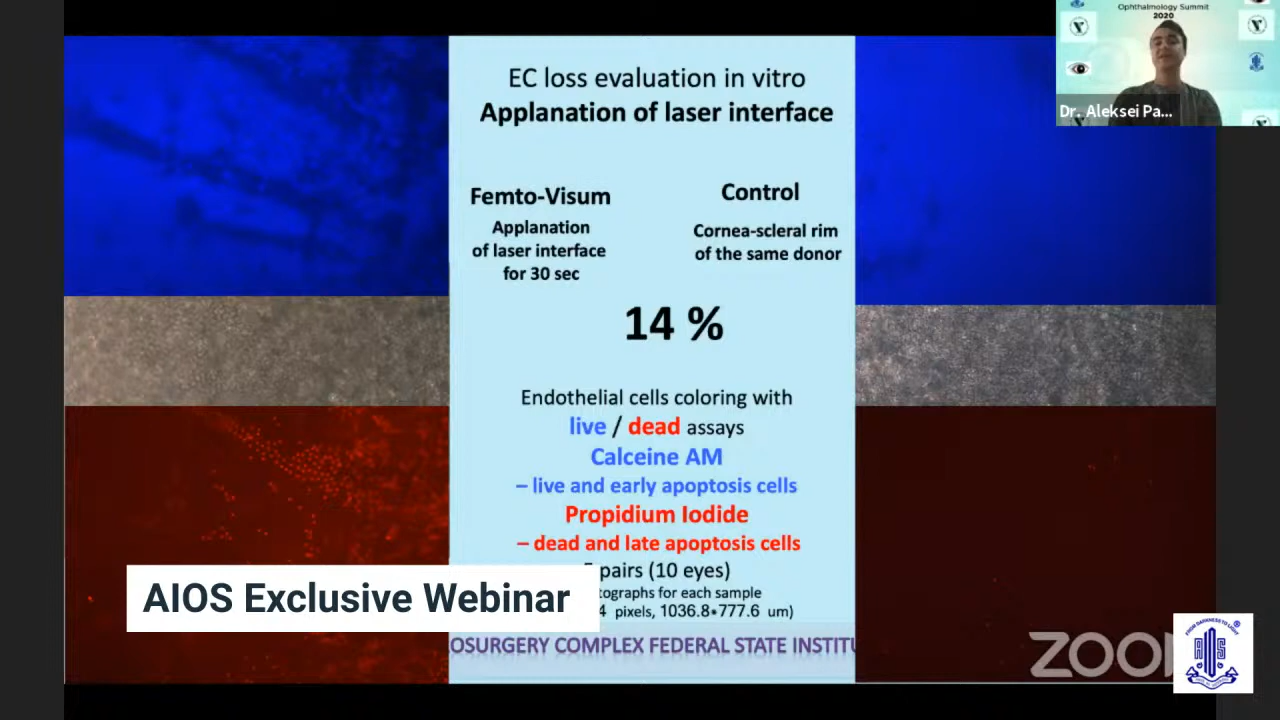 Ophthalmology Summit
2020
Dr. Aleksei Pa...
EC loss evaluation in vitro
Applanation of laser interface
Femto-Visum
Applanation
of laser interface
for 30 sec
Control
Cornea-scleral rim
of the same donor
14 %
Endothelial cells coloring with
live / dead assays
Calceine AM
– live and early apoptosis cells
Propidium Iodide
– dead and late apoptosis cells
pairs (10 eyes)
tographs for each sample
4 pixels, 1036.8*777.6 um)
AIOS Exclusive Webinar
OSURGERY COMPLEX FEDERAL STATE INSTITU
ZOOM